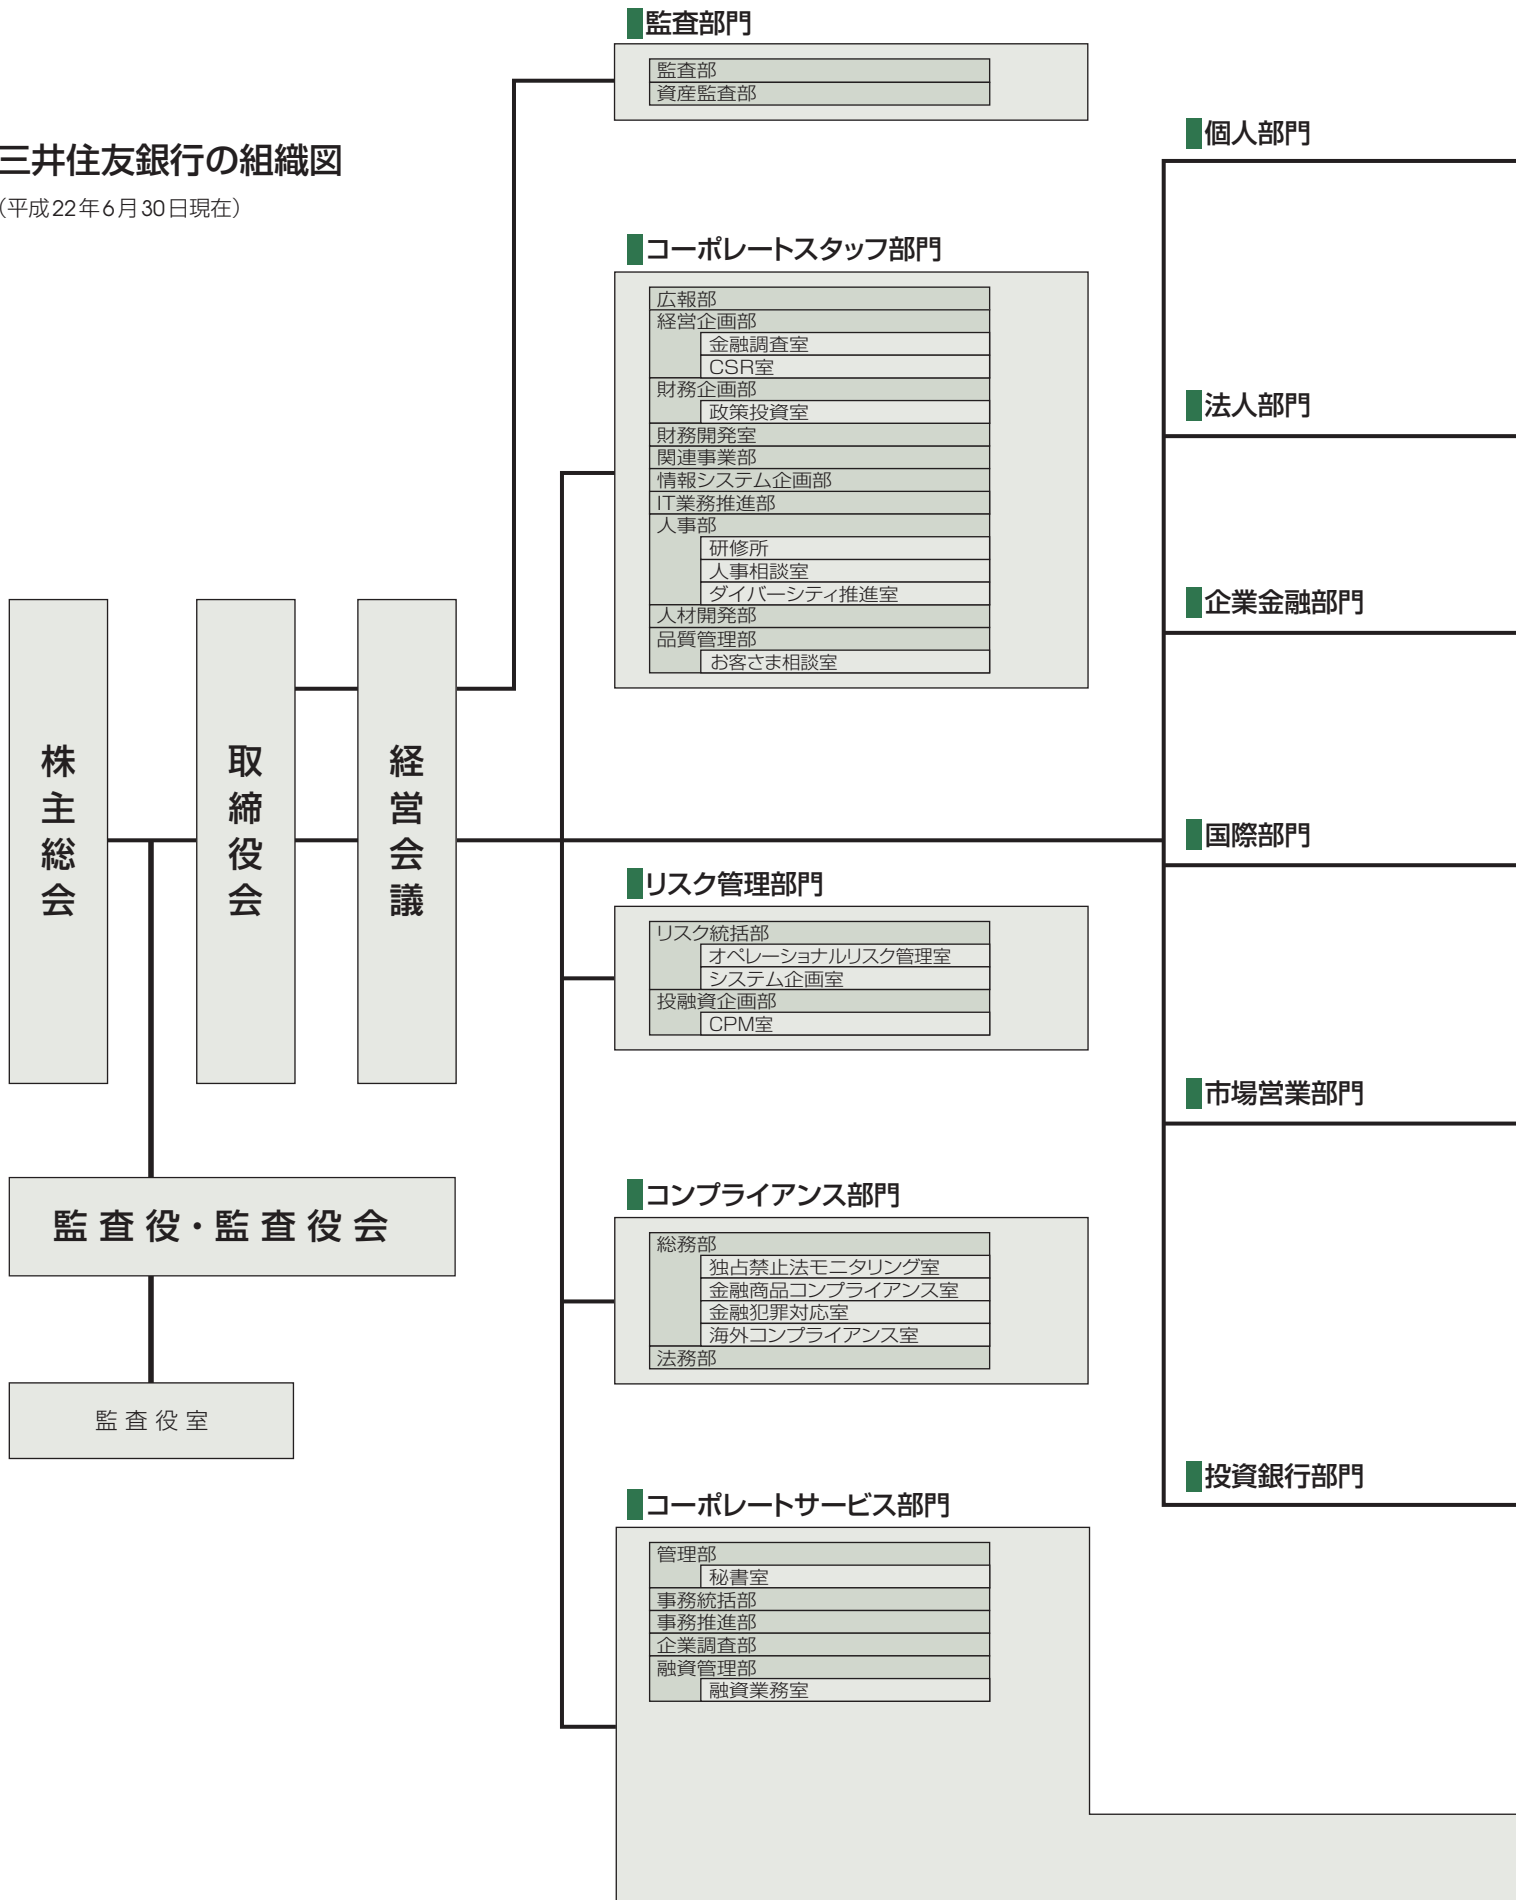 三井住友銀行の組織図
（平成22年6月30日現在）
株主総会
取締役会
経営会議
監査役・監査役会
監査役室
監査部門
監査部
資産監査部
コーポレートスタッフ部門
広報部
経営企画部
金融調査室
CSR室
財務企画部
政策投資室
財務開発室
関連事業部
情報システム企画部
IT業務推進部
人事部
研修所
人事相談室
ダイバーシティ推進室
人材開発部
品質管理部
お客さま相談室
リスク管理部門
リスク統括部
オペレーショナルリスク管理室
システム企画室
投融資企画部
CPM室
コンプライアンス部門
総務部
独占禁止法モニタリング室
金融商品コンプライアンス室
金融犯罪対応室
海外コンプライアンス室
法務部
コーポレートサービス部門
管理部
秘書室
事務統括部
事務推進部
企業調査部
融資管理部
融資業務室
個人部門
法人部門
企業金融部門
国際部門
市場営業部門
投資銀行部門